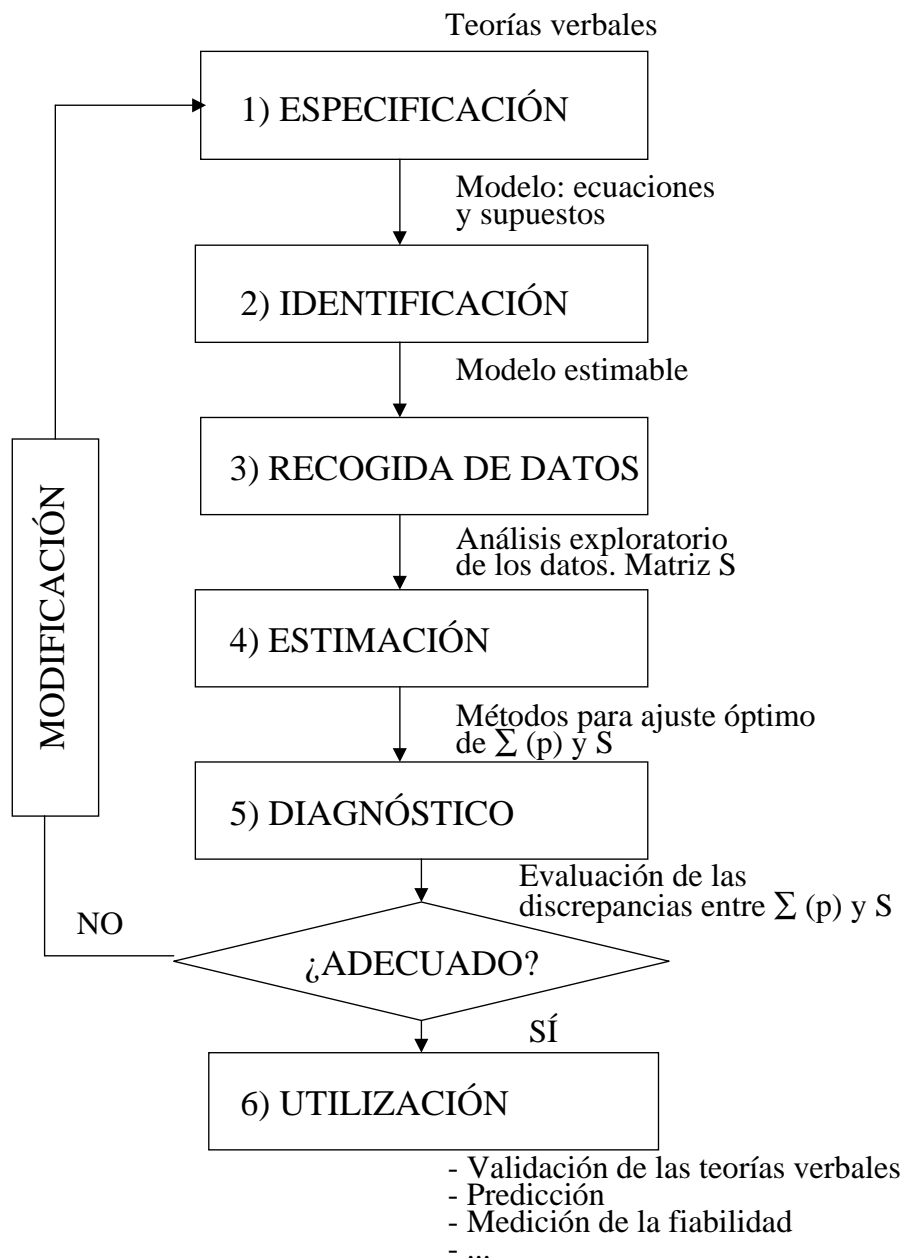 Teorías verbales
1) ESPECIFICACIÓN
Modelo: ecuaciones
y supuestos
2) IDENTIFICACIÓN
Modelo estimable
3) RECOGIDA DE DATOS
Análisis exploratorio
de los datos. Matriz S
4) ESTIMACIÓN
Métodos para ajuste óptimo
de ∑ (p) y S
5) DIAGNÓSTICO
Evaluación de las
discrepancias entre ∑ (p) y S
MODIFICACIÓN
NO
¿ADECUADO?
SÍ
6) UTILIZACIÓN
- Validación de las teorías verbales
- Predicción
- Medición de la fiabilidad
- ...